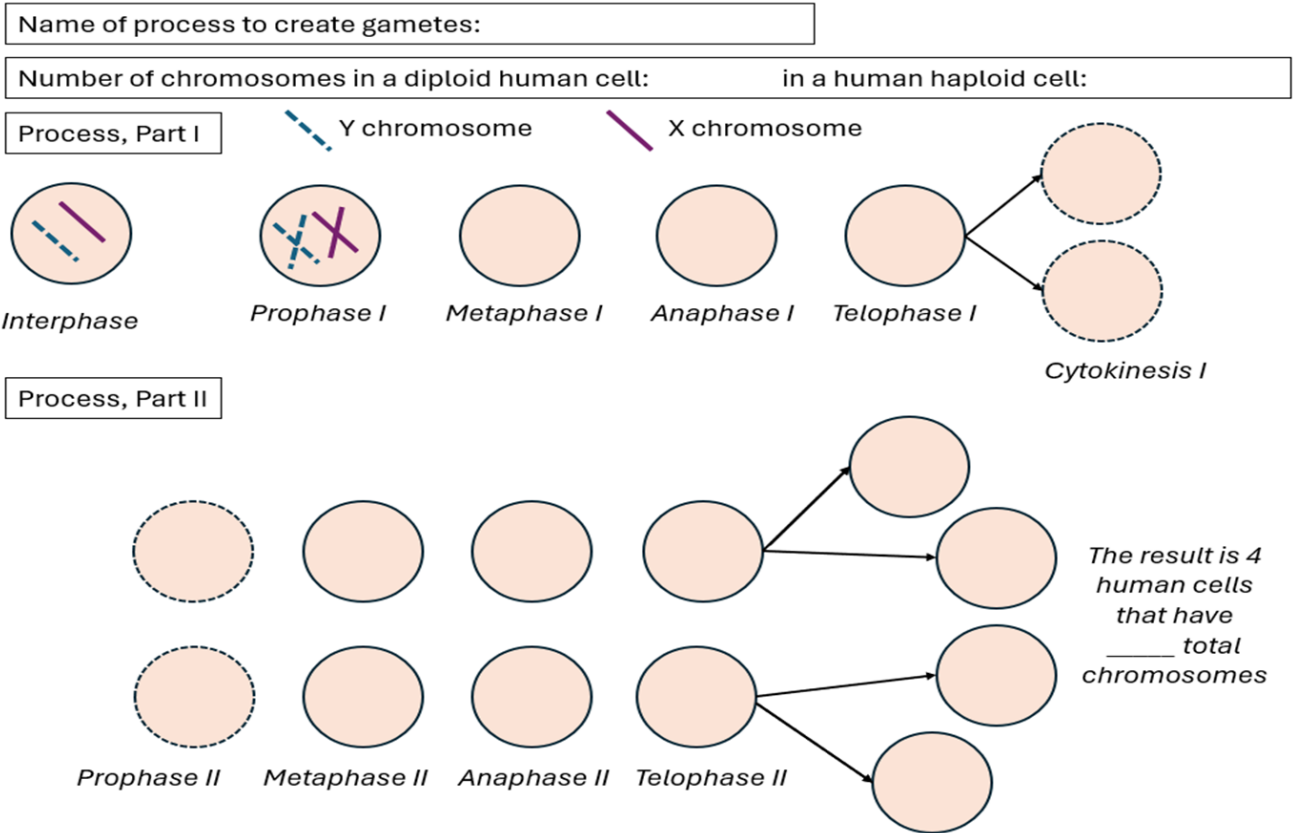 Name of process to create gametes:
Number of chromosomes in a diploid human cell: in a human haploid cell:
Process, Part I
Y chromosome
X chromosome
Interphase
Prophase I
Metaphase I
Anaphase I
Telophase I
Cytokinesis I
Process, Part II
The result is 4
human cells
that have
_____ total
chromosomes
Prophase II
Metaphase II
Anaphase II
Telophase II